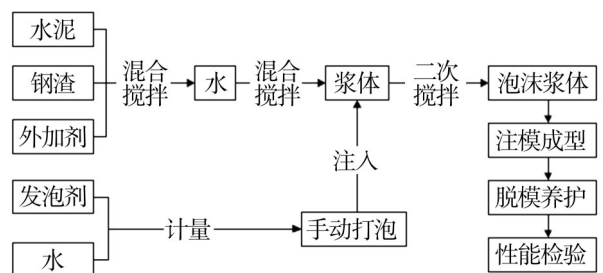 水泥
钢渣
外加剂
混合
搅拌
水
混合
搅拌
浆体
二次
搅拌
泡沫浆体
注模成型
脱模养护
性能检验
发泡剂
水
计量
手动打泡
注入